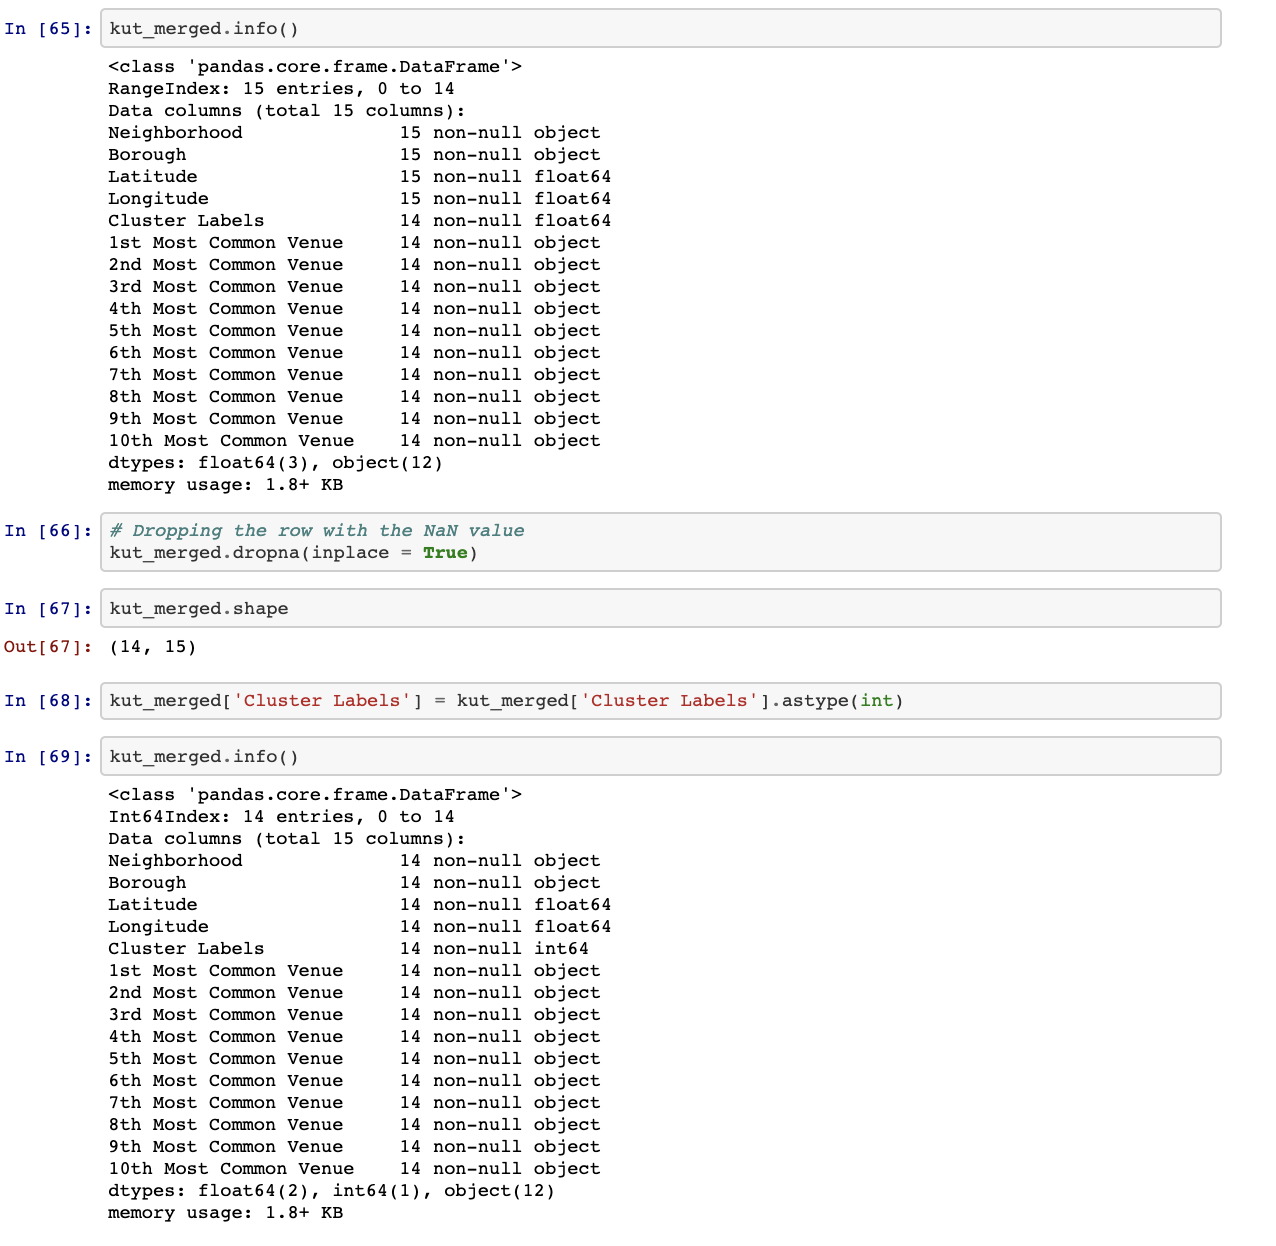 In [65]: kut_merged.info()
<class 'pandas.core.frame.DataFrame'>
RangeIndex: 15 entries, 0 to 14
Data columns (total 15 columns):
Neighborhood              15 non-null object
Borough                   15 non-null object
Latitude                  15 non-null float64
Longitude                 15 non-null float64
Cluster Labels            14 non-null float64
1st Most Common Venue     14 non-null object
2nd Most Common Venue     14 non-null object
3rd Most Common Venue     14 non-null object
4th Most Common Venue     14 non-null object
5th Most Common Venue     14 non-null object
6th Most Common Venue     14 non-null object
7th Most Common Venue     14 non-null object
8th Most Common Venue     14 non-null object
9th Most Common Venue     14 non-null object
10th Most Common Venue    14 non-null object
dtypes: float64(3), object(12)
memory usage: 1.8+ KB
In [66]: # Dropping the row with the NaN value
kut_merged.dropna(inplace = True)
In [67]: kut_merged.shape
Out[67]: (14, 15)
In [68]: kut_merged['Cluster Labels'] = kut_merged['Cluster Labels'].astype(int)
In [69]: kut_merged.info()
<class 'pandas.core.frame.DataFrame'>
Int64Index: 14 entries, 0 to 14
Data columns (total 15 columns):
Neighborhood              14 non-null object
Borough                   14 non-null object
Latitude                  14 non-null float64
Longitude                 14 non-null float64
Cluster Labels            14 non-null int64
1st Most Common Venue     14 non-null object
2nd Most Common Venue     14 non-null object
3rd Most Common Venue     14 non-null object
4th Most Common Venue     14 non-null object
5th Most Common Venue     14 non-null object
6th Most Common Venue     14 non-null object
7th Most Common Venue     14 non-null object
8th Most Common Venue     14 non-null object
9th Most Common Venue     14 non-null object
10th Most Common Venue    14 non-null object
dtypes: float64(2), int64(1), object(12)
memory usage: 1.8+ KB